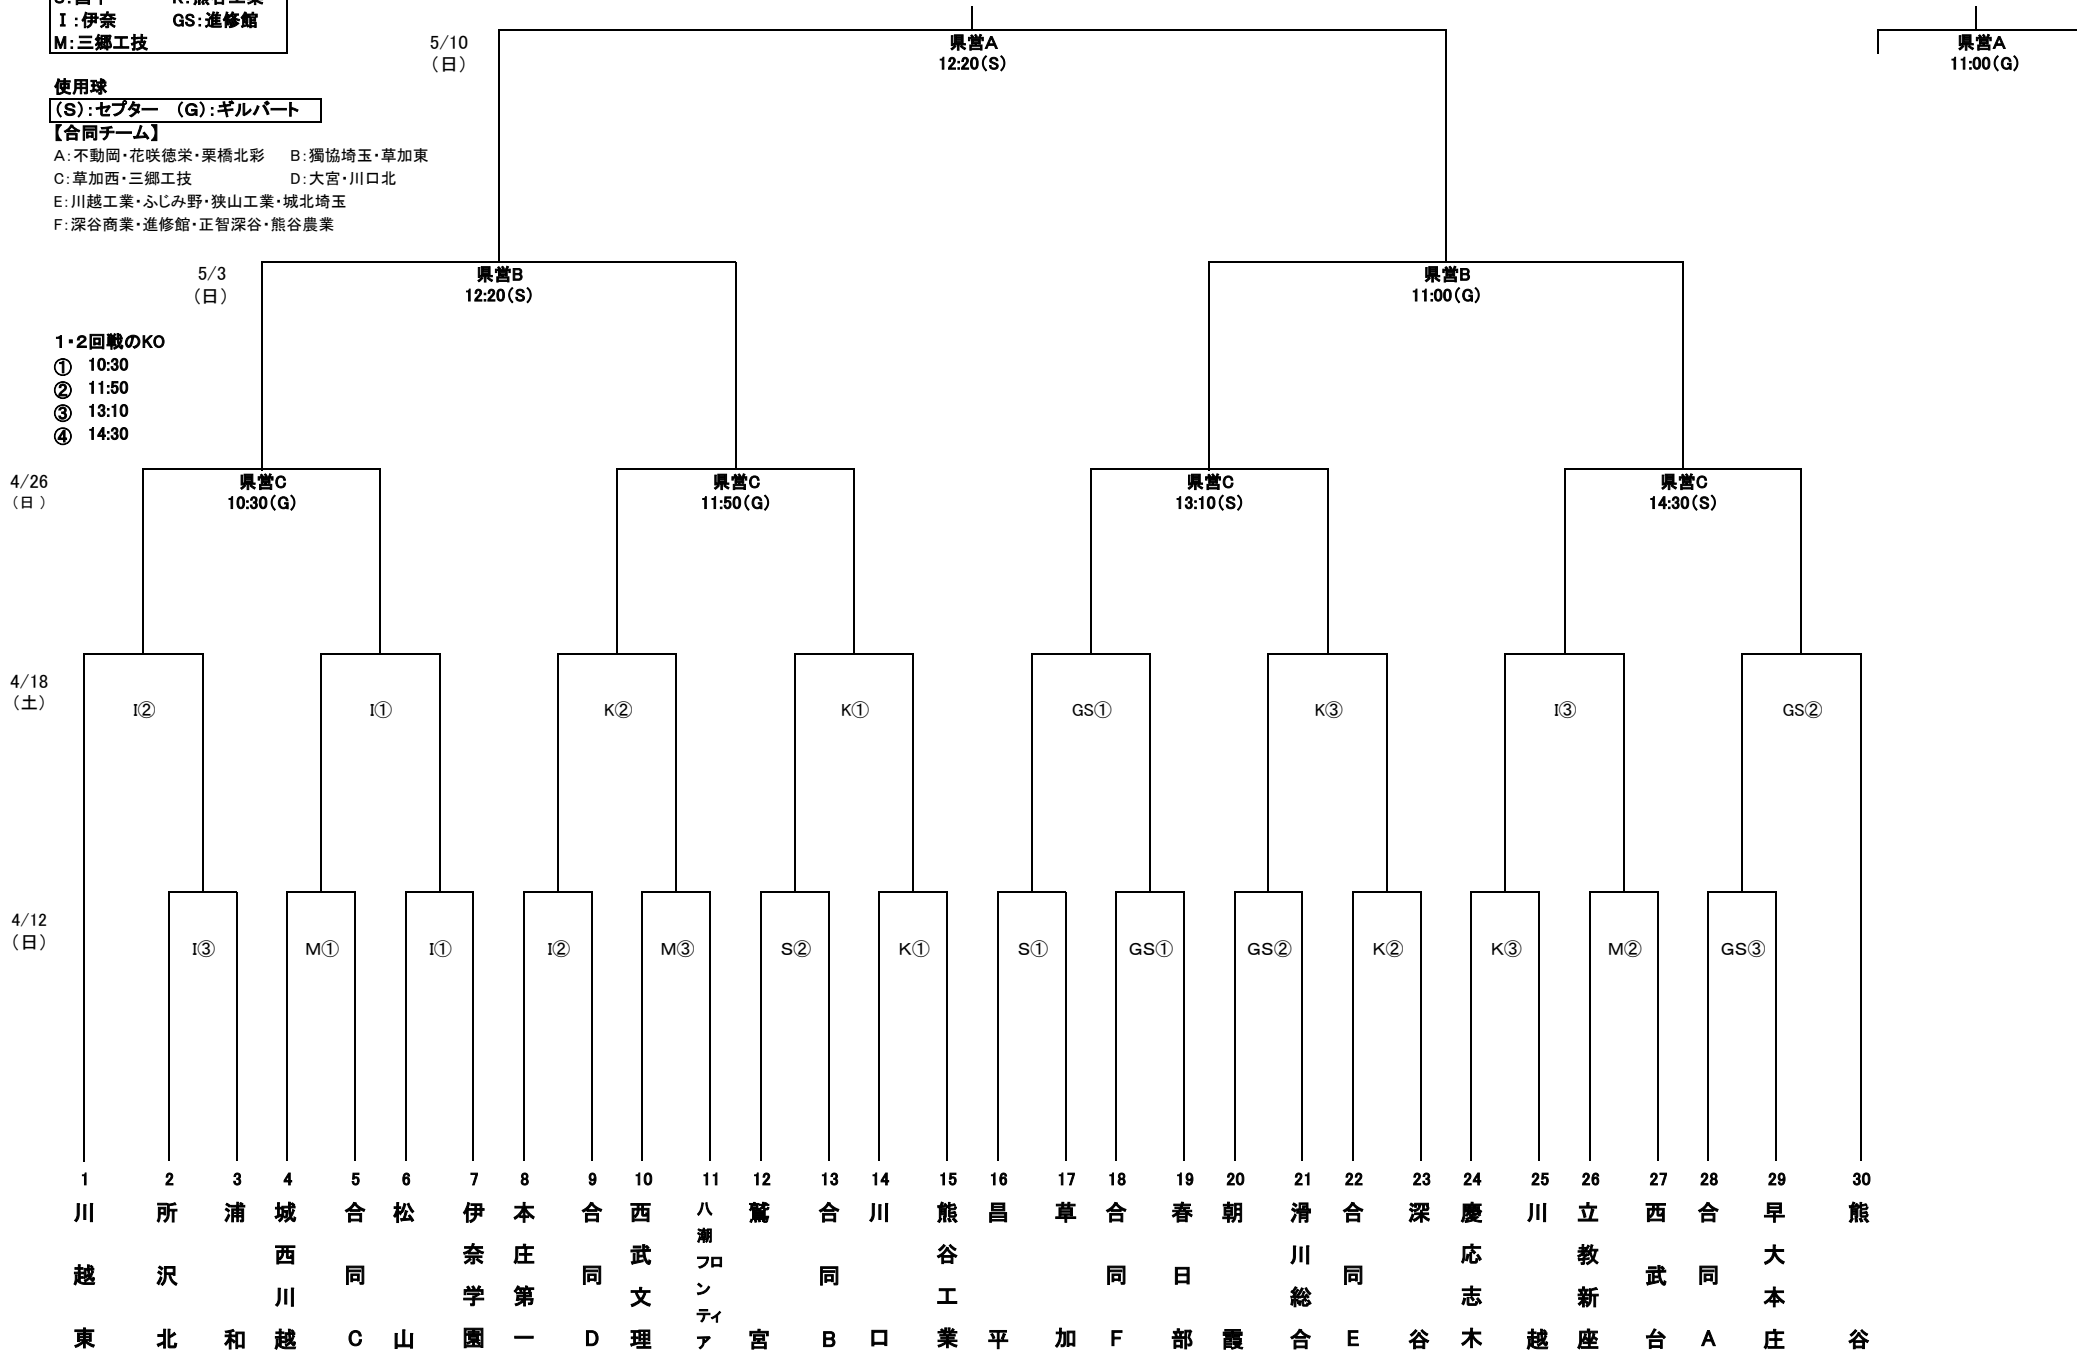 I:伊奈 GS:進修館
M:三郷工技
5/10
(日)
県営A
12:20(S)
県営A
11:00(G)
使用球
(S):セプター (G):ギルバート
【合同チーム】
A:不動岡・花咲徳栄・栗橋北彩 B:獨協埼玉・草加東
C:草加西・三郷工技 D:大宮・川口北
E:川越工業・ふじみ野・狭山工業・城北埼玉
F:深谷商業・進修館・正智深谷・熊谷農業
5/3
(日)
県営B
12:20(S)
県営B
11:00(G)
1・2回戦のKO
① 10:30
② 11:50
③ 13:10
④ 14:30
4/26
(日)
県営C
10:30(G)
県営C
11:50(G)
県営C
13:10(S)
県営C
14:30(S)
4/18
(土)
I② I① K② K① GS① K③ I③ GS②
4/12
(日)
I③ M① I① I② M③ S② K① S① GS① GS② K② K③ M② GS③
1 2 3 4 5 6 7 8 9 10 11 12 13 14 15 16 17 18 19 20 21 22 23 24 25 26 27 28 29 30
川越東
所沢北
浦和
城西川越
合同C
松山
伊奈学園
本庄第一
合同D
西武文理
八潮フロンティア
鷲宮
合同B
川口
熊谷工業
昌平
草加
合同F
春日部
朝霞
滑川総合
合同E
深谷
慶応志木
川越
立教新座
西武台
合同A
早大本庄
熊谷